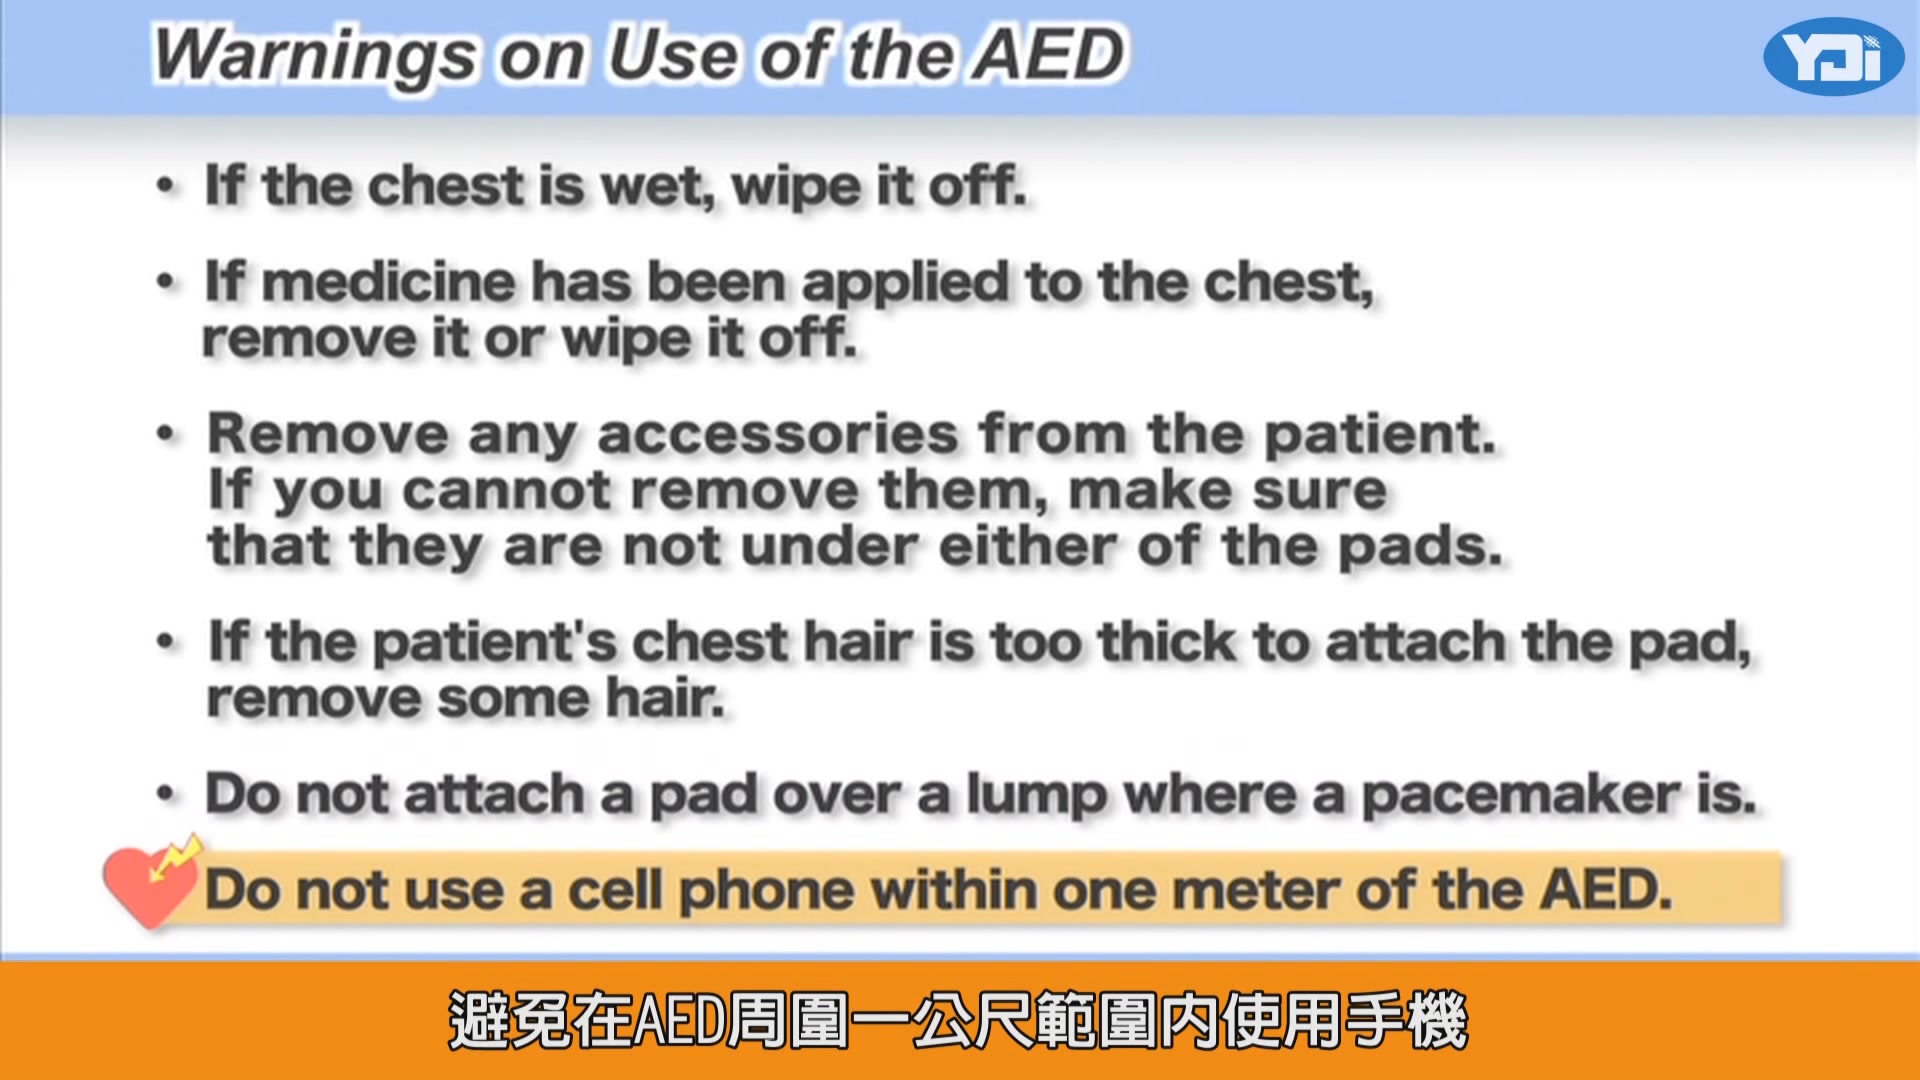 Warnings on Use of the AED
YDi
• If the chest is wet, wipe it off.
• If medicine has been applied to the chest,
remove it or wipe it off.
• Remove any accessories from the patient.
If you cannot remove them, make sure
that they are not under either of the pads.
• If the patient's chest hair is too thick to attach the pad,
remove some hair.
• Do not attach a pad over a lump where a pacemaker is.
Do not use a cell phone within one meter of the AED.
避免在AED周圍一公尺範圍內使用手機